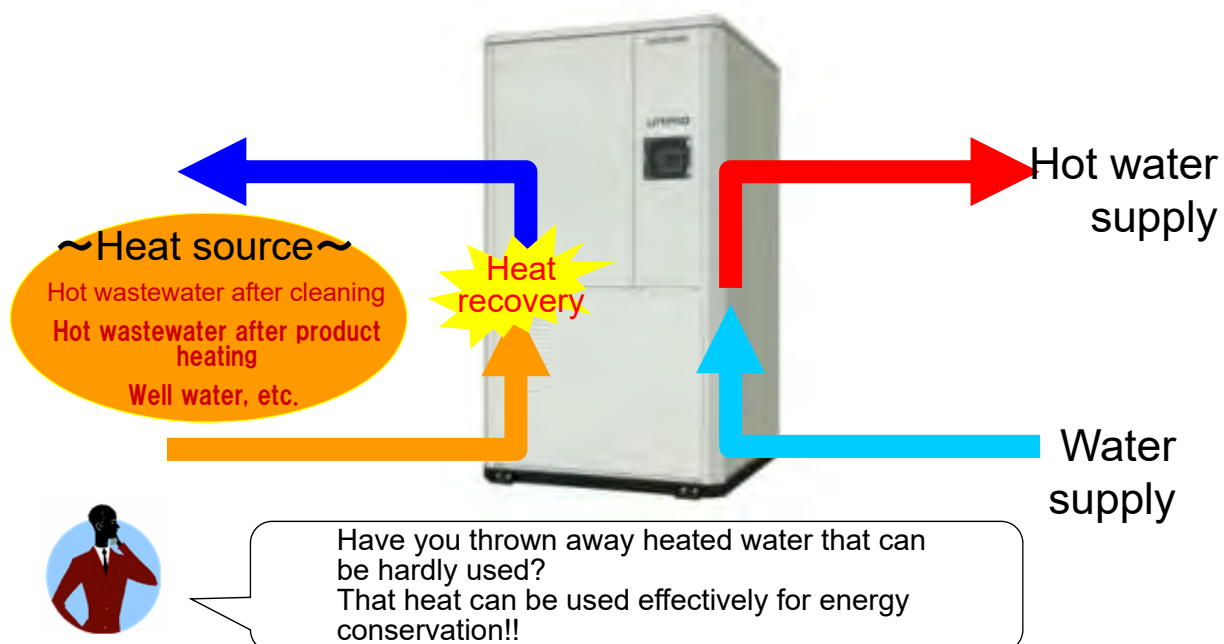 Hot water
supply
～Heat source～
Hot wastewater after cleaning
Hot wastewater after product
heating
Well water, etc.
Heat
recovery
Water
supply
Have you thrown away heated water that can
be hardly used?
That heat can be used effectively for energy
conservation!!